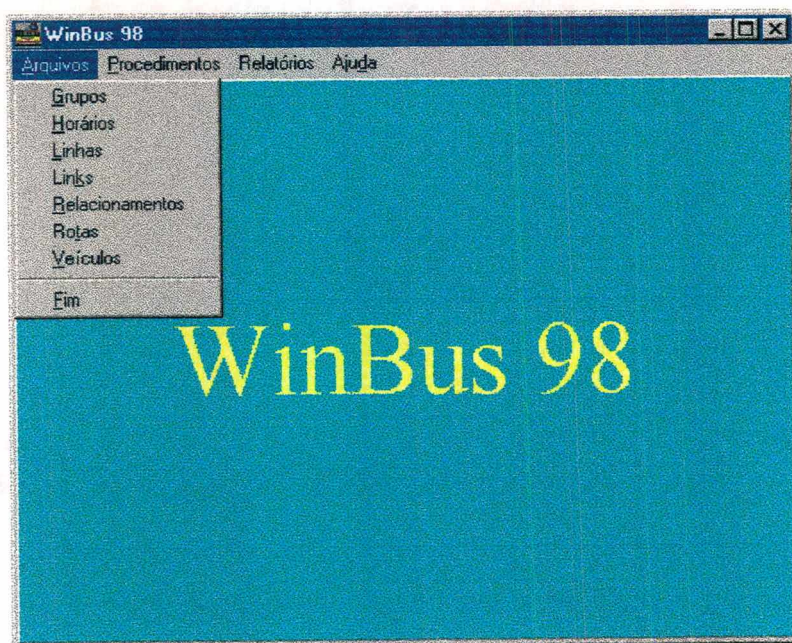 WinBus 98
Arquivos Procedimentos Relatórios Ajuda
Grupos
Horários
Linhas
Links
Relacionamentos
Rotas
Veículos
Fim
WinBus 98